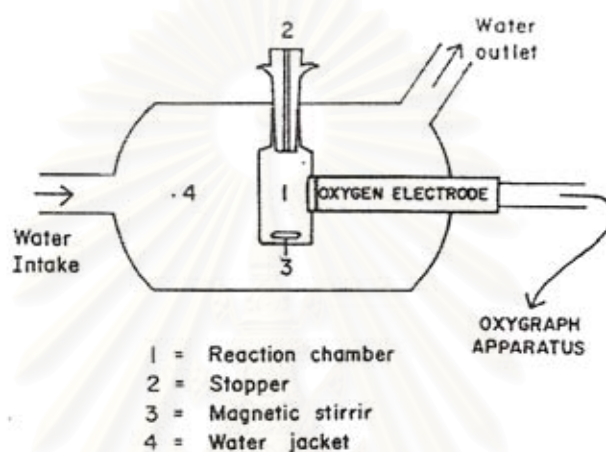 2
Water
outlet
4
1
OXYGEN ELECTRODE
Water
Intake
3
OXYGRAPH
APPARATUS
1 = Reaction chamber
2 = Stopper
3 = Magnetic stirrir
4 = Water jacket